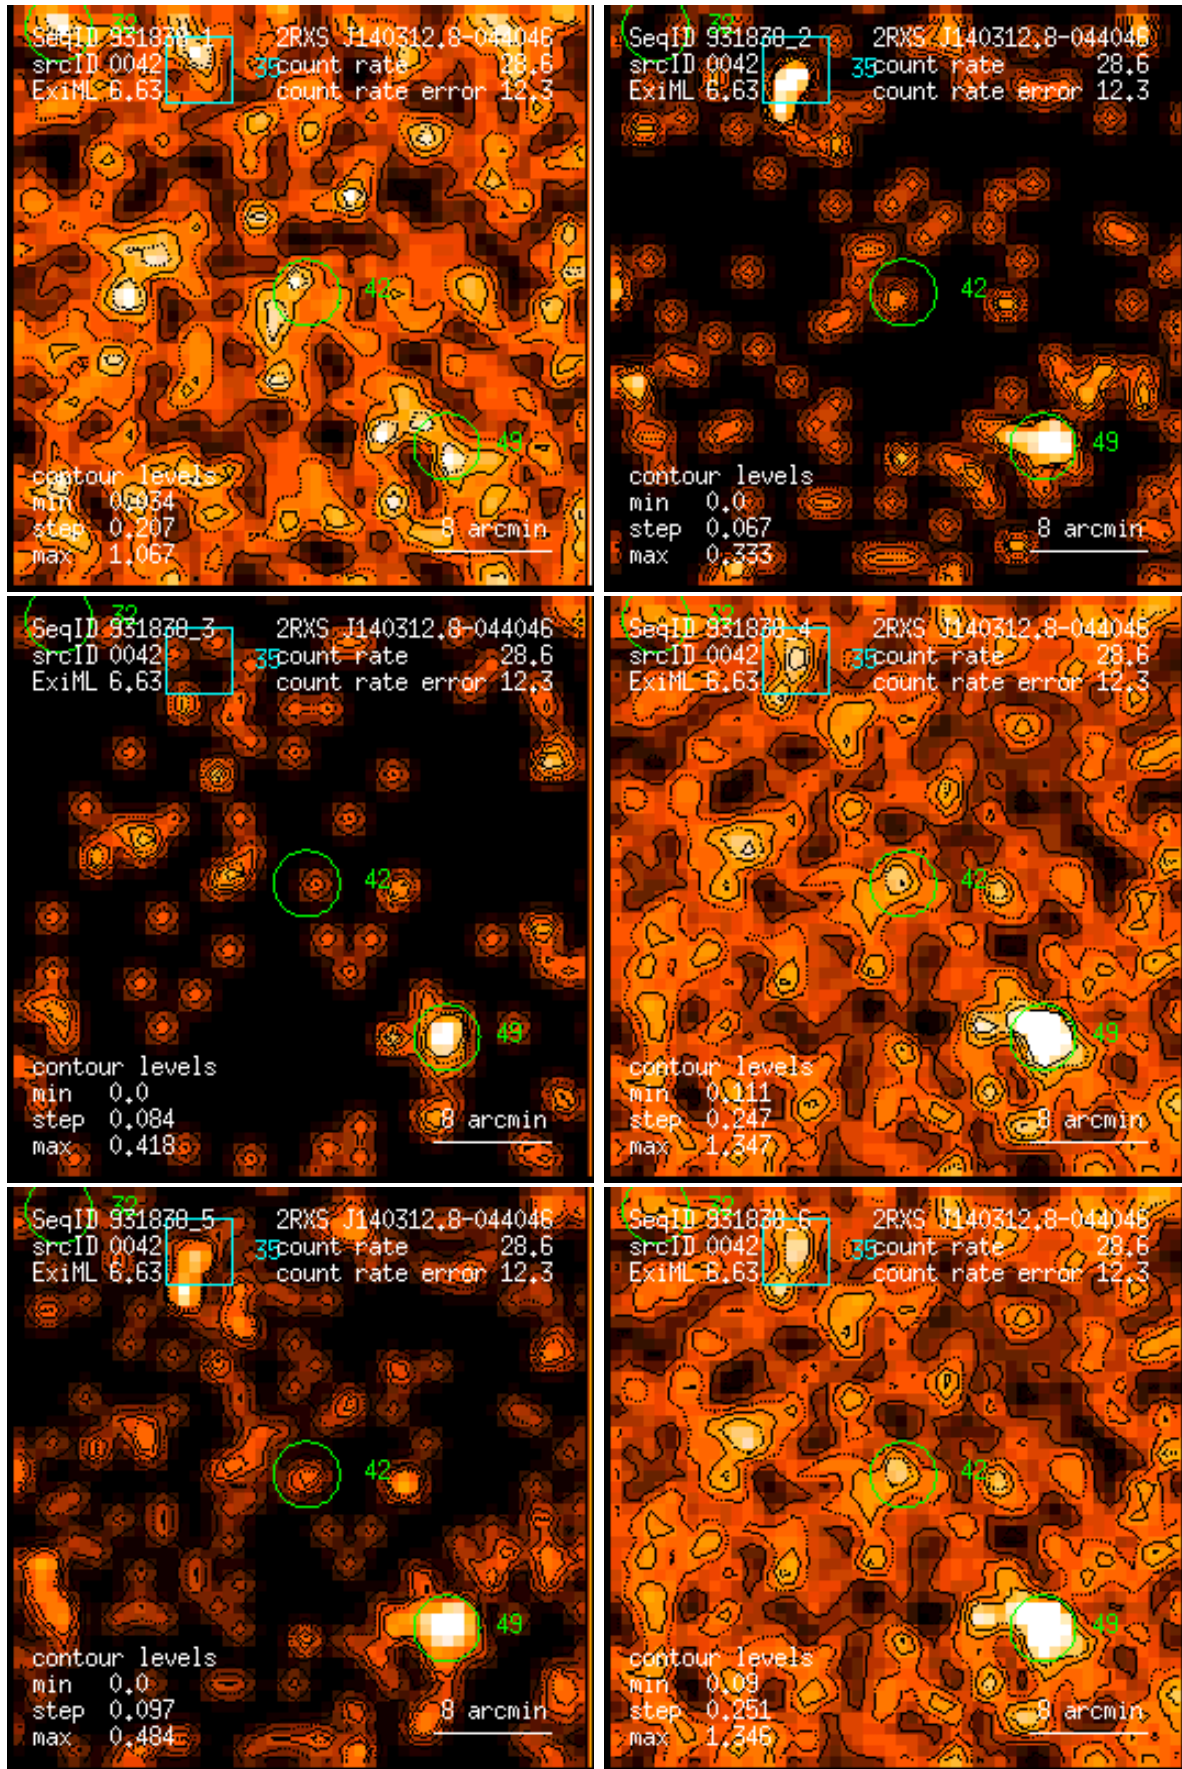 32
SeqID 931838_1 2RXS J140312.8-044046
srcID 0042 35 count rate 28.6
ExiML 6.63 count rate error 12.3
42
49
contour levels
min 0.034
step 0.207 8 arcmin
max 1.067
32
SeqID 931838_2 2RXS J140312.8-044046
srcID 0042 35 count rate 28.6
ExiML 6.63 count rate error 12.3
42
49
contour levels
min 0.0
step 0.067 8 arcmin
max 0.333
32
SeqID 931838_3 2RXS J140312.8-044046
srcID 0042 35 count rate 28.6
ExiML 6.63 count rate error 12.3
42
49
contour levels
min 0.0
step 0.084 8 arcmin
max 0.418
32
SeqID 931838_4 2RXS J140312.8-044046
srcID 0042 35 count rate 28.6
ExiML 6.63 count rate error 12.3
42
49
contour levels
min 0.111
step 0.247 8 arcmin
max 1.347
32
SeqID 931838_5 2RXS J140312.8-044046
srcID 0042 35 count rate 28.6
ExiML 6.63 count rate error 12.3
42
49
contour levels
min 0.0
step 0.097 8 arcmin
max 0.484
32
SeqID 931838_6 2RXS J140312.8-044046
srcID 0042 35 count rate 28.6
ExiML 6.63 count rate error 12.3
42
49
contour levels
min 0.09
step 0.251 8 arcmin
max 1.346